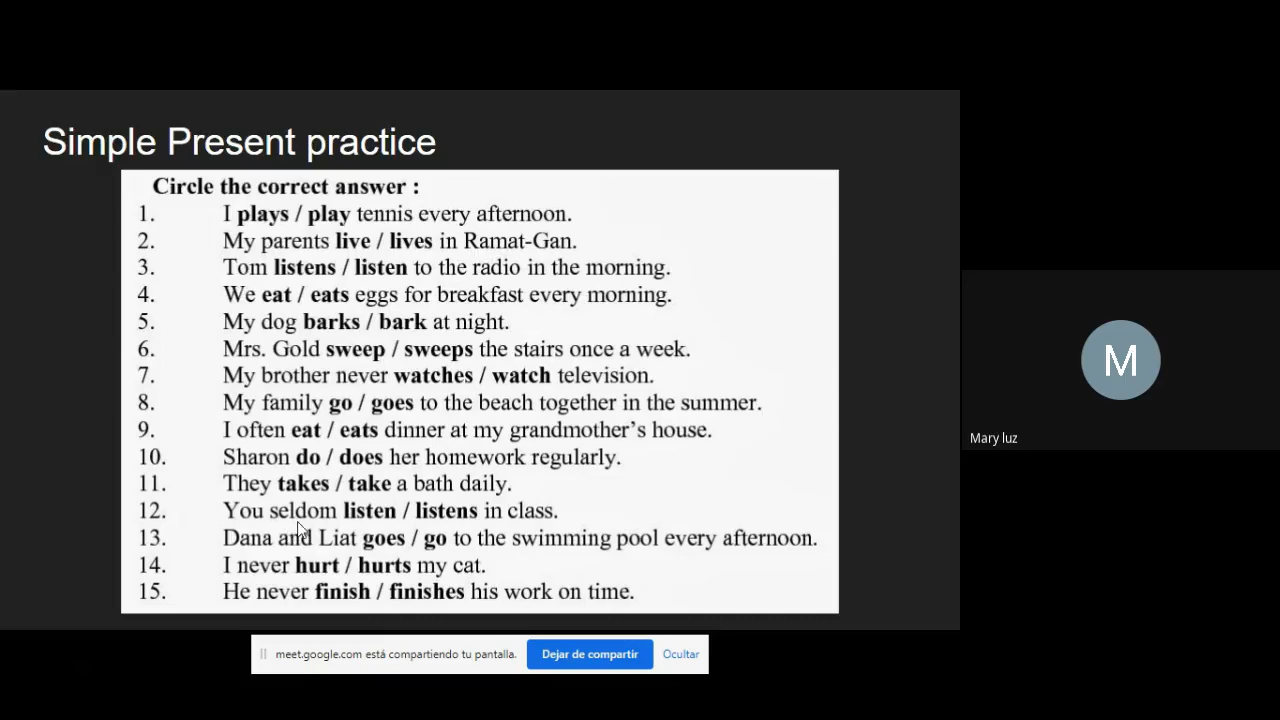 Simple Present practice
Circle the correct answer :
1. I plays / play tennis every afternoon.
2. My parents live / lives in Ramat-Gan.
3. Tom listens / listen to the radio in the morning.
4. We eat / eats eggs for breakfast every morning.
5. My dog barks / bark at night.
6. Mrs. Gold sweep / sweeps the stairs once a week.
7. My brother never watches / watch television.
8. My family go / goes to the beach together in the summer.
9. I often eat / eats dinner at my grandmother's house.
10. Sharon do / does her homework regularly.
11. They takes / take a bath daily.
12. You seldom listen / listens in class.
13. Dana and Liat goes / go to the swimming pool every afternoon.
14. I never hurt / hurts my cat.
15. He never finish / finishes his work on time.
M
Mary luz
meet.google.com está compartiendo tu pantalla. Dejar de compartir Ocultar